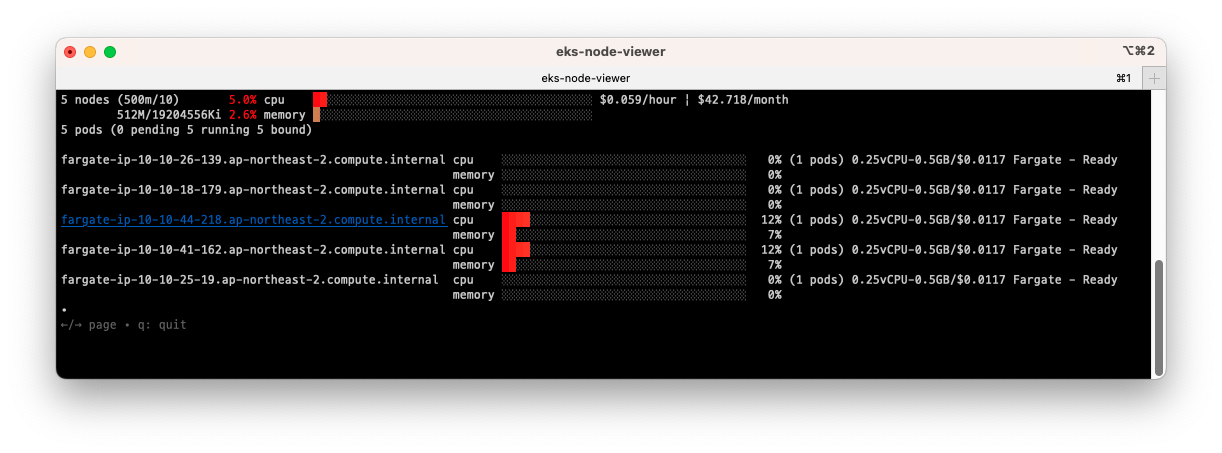 eks-node-viewer
⌥⌘2
eks-node-viewer
⌘1
5 nodes (500m/10) 5.0% cpu $0.059/hour | $42.718/month
512M/19204556Ki 2.6% memory
5 pods (0 pending 5 running 5 bound)
fargate-ip-10-10-26-139.ap-northeast-2.compute.internal cpu 0% (1 pods) 0.25vCPU-0.5GB/$0.0117 Fargate - Ready
memory 0%
fargate-ip-10-10-18-179.ap-northeast-2.compute.internal cpu 0% (1 pods) 0.25vCPU-0.5GB/$0.0117 Fargate - Ready
memory 0%
fargate-ip-10-10-44-218.ap-northeast-2.compute.internal cpu 12% (1 pods) 0.25vCPU-0.5GB/$0.0117 Fargate - Ready
memory 7%
fargate-ip-10-10-41-162.ap-northeast-2.compute.internal cpu 12% (1 pods) 0.25vCPU-0.5GB/$0.0117 Fargate - Ready
memory 7%
fargate-ip-10-10-25-19.ap-northeast-2.compute.internal cpu 0% (1 pods) 0.25vCPU-0.5GB/$0.0117 Fargate - Ready
memory 0%
•
←/→ page • q: quit